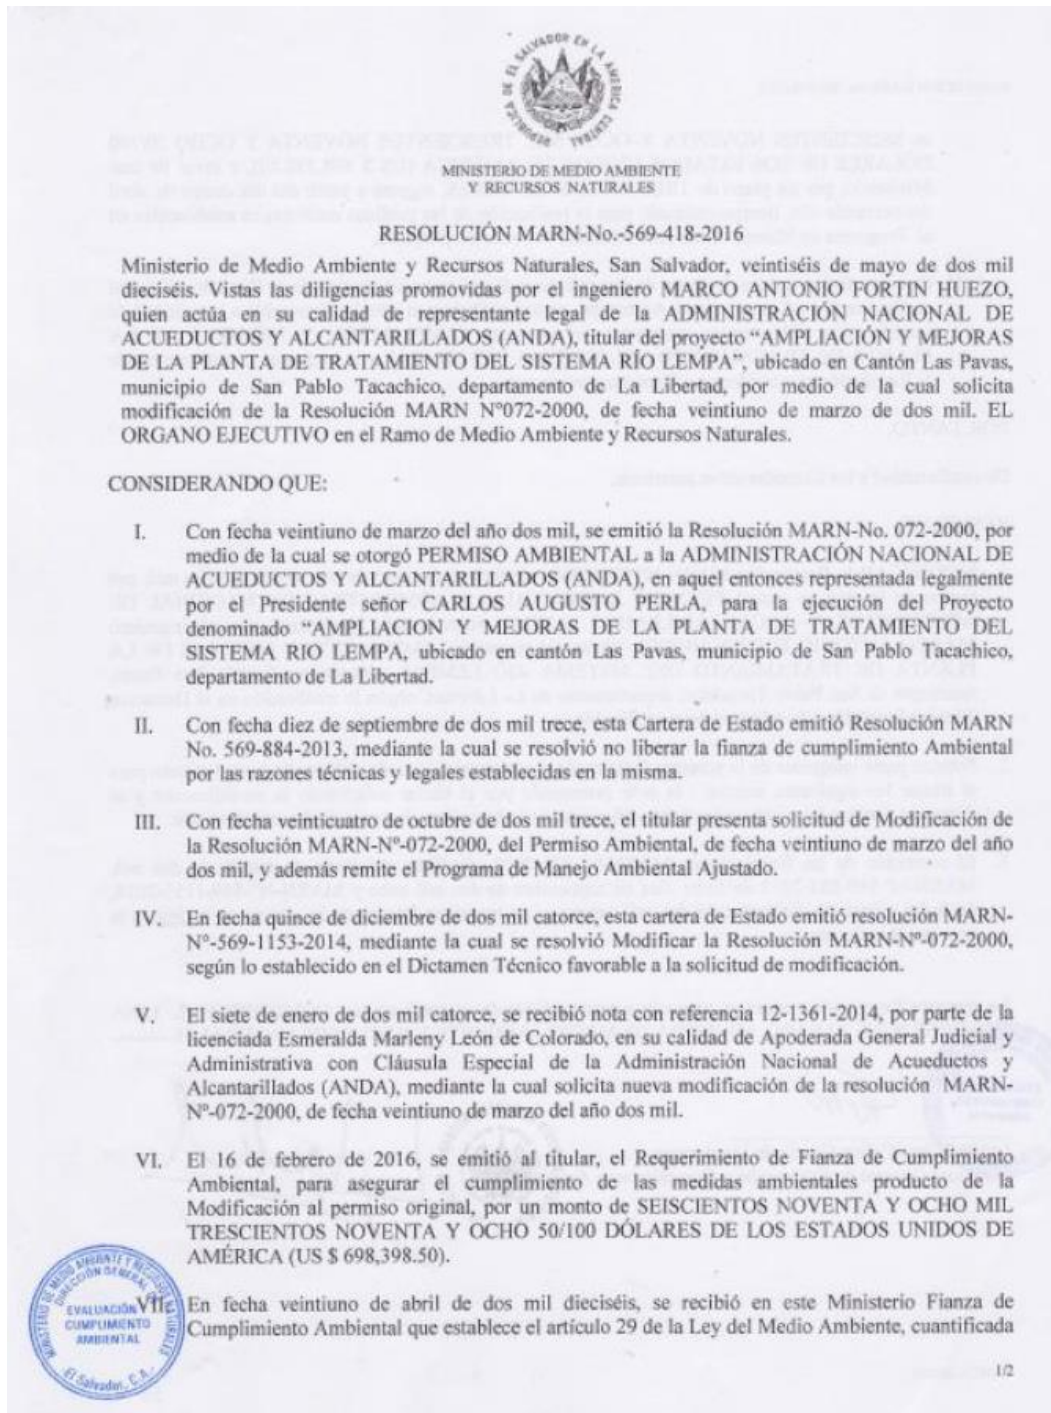 REPUBLICA DE EL SALVADOR EN LA AMERICA CENTRAL
MINISTERIO DE MEDIO AMBIENTE
Y RECURSOS NATURALES
RESOLUCIÓN MARN-No.-569-418-2016
Ministerio de Medio Ambiente y Recursos Naturales, San Salvador, veintiséis de mayo de dos mil
dieciséis. Vistas las diligencias promovidas por el ingeniero MARCO ANTONIO FORTIN HUEZO,
quien actúa en su calidad de representante legal de la ADMINISTRACIÓN NACIONAL DE
ACUEDUCTOS Y ALCANTARILLADOS (ANDA), titular del proyecto “AMPLIACIÓN Y MEJORAS
DE LA PLANTA DE TRATAMIENTO DEL SISTEMA RÍO LEMPA”, ubicado en Cantón Las Pavas,
municipio de San Pablo Tacachico, departamento de La Libertad, por medio de la cual solicita
modificación de la Resolución MARN N°072-2000, de fecha veintiuno de marzo de dos mil. EL
ORGANO EJECUTIVO en el Ramo de Medio Ambiente y Recursos Naturales.
CONSIDERANDO QUE:
I. Con fecha veintiuno de marzo del año dos mil, se emitió la Resolución MARN-No. 072-2000, por
medio de la cual se otorgó PERMISO AMBIENTAL a la ADMINISTRACIÓN NACIONAL DE
ACUEDUCTOS Y ALCANTARILLADOS (ANDA), en aquel entonces representada legalmente
por el Presidente señor CARLOS AUGUSTO PERLA, para la ejecución del Proyecto
denominado “AMPLIACION Y MEJORAS DE LA PLANTA DE TRATAMIENTO DEL
SISTEMA RIO LEMPA, ubicado en cantón Las Pavas, municipio de San Pablo Tacachico,
departamento de La Libertad.
II. Con fecha diez de septiembre de dos mil trece, esta Cartera de Estado emitió Resolución MARN
No. 569-884-2013, mediante la cual se resolvió no liberar la fianza de cumplimiento Ambiental
por las razones técnicas y legales establecidas en la misma.
III. Con fecha veinticuatro de octubre de dos mil trece, el titular presenta solicitud de Modificación de
la Resolución MARN-Nº-072-2000, del Permiso Ambiental, de fecha veintiuno de marzo del año
dos mil, y además remite el Programa de Manejo Ambiental Ajustado.
IV. En fecha quince de diciembre de dos mil catorce, esta cartera de Estado emitió resolución MARN-
Nº-569-1153-2014, mediante la cual se resolvió Modificar la Resolución MARN-Nº-072-2000,
según lo establecido en el Dictamen Técnico favorable a la solicitud de modificación.
V. El siete de enero de dos mil catorce, se recibió nota con referencia 12-1361-2014, por parte de la
licenciada Esmeralda Marleny León de Colorado, en su calidad de Apoderada General Judicial y
Administrativa con Cláusula Especial de la Administración Nacional de Acueductos y
Alcantarillados (ANDA), mediante la cual solicita nueva modificación de la resolución MARN-
Nº-072-2000, de fecha veintiuno de marzo del año dos mil.
VI. El 16 de febrero de 2016, se emitió al titular, el Requerimiento de Fianza de Cumplimiento
Ambiental, para asegurar el cumplimiento de las medidas ambientales producto de la
Modificación al permiso original, por un monto de SEISCIENTOS NOVENTA Y OCHO MIL
TRESCIENTOS NOVENTA Y OCHO 50/100 DÓLARES DE LOS ESTADOS UNIDOS DE
AMÉRICA (US $ 698,398.50).
VII. En fecha veintiuno de abril de dos mil dieciséis, se recibió en este Ministerio Fianza de
Cumplimiento Ambiental que establece el artículo 29 de la Ley del Medio Ambiente, cuantificada
MINISTERIO DE MEDIO AMBIENTE Y RECURSOS NATURALES
DIRECCIÓN GENERAL DE
EVALUACIÓN
CUMPLIMIENTO
AMBIENTAL
El Salvador, C.A.
1/2